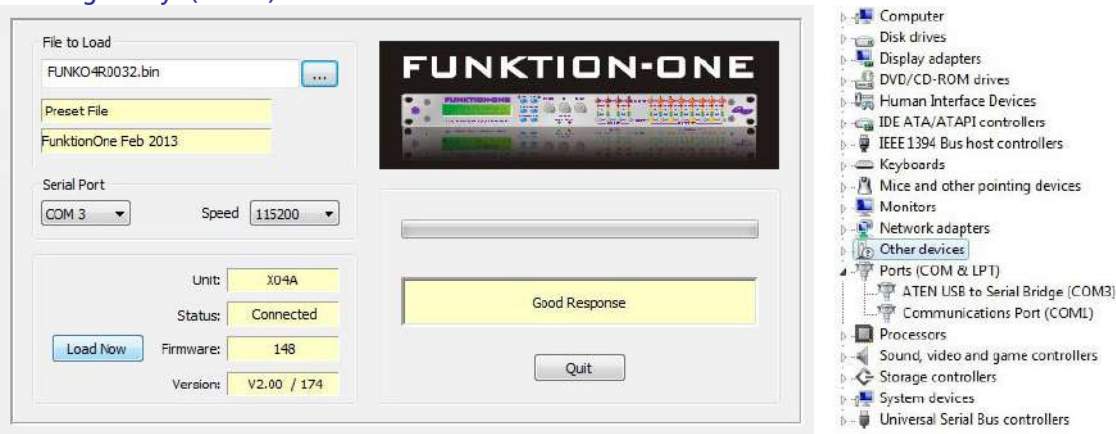 File to Load
FUNKO4R0032.bin
...
Preset File
FunktionOne Feb 2013
Serial Port
COM 3
Speed 115200
Unit: X04A
Status: Connected
Load Now
Firmware: 148
Version: V2.00 / 174
FUNKTION-ONE
FUNKTION-ONE
Good Response
Quit
Computer
Disk drives
Display adapters
DVD/CD-ROM drives
Human Interface Devices
IDE ATA/ATAPI controllers
IEEE 1394 Bus host controllers
Keyboards
Mice and other pointing devices
Monitors
Network adapters
Other devices
Ports (COM & LPT)
ATEN USB to Serial Bridge (COM3)
Communications Port (COM1)
Processors
Sound, video and game controllers
Storage controllers
System devices
Universal Serial Bus controllers